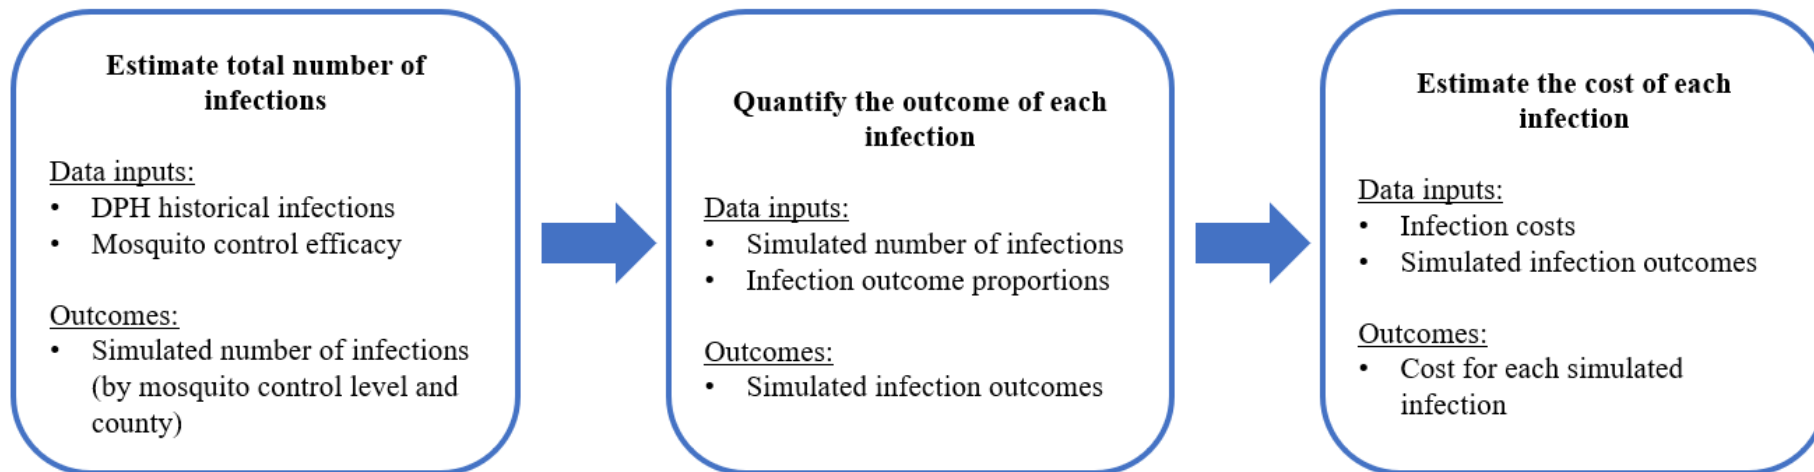 Estimate total number of
infections
Data inputs:
• DPH historical infections
• Mosquito control efficacy
Outcomes:
• Simulated number of infections
(by mosquito control level and
county)
Quantify the outcome of each
infection
Data inputs:
• Simulated number of infections
• Infection outcome proportions
Outcomes:
• Simulated infection outcomes
Estimate the cost of each
infection
Data inputs:
• Infection costs
• Simulated infection outcomes
Outcomes:
• Cost for each simulated
infection